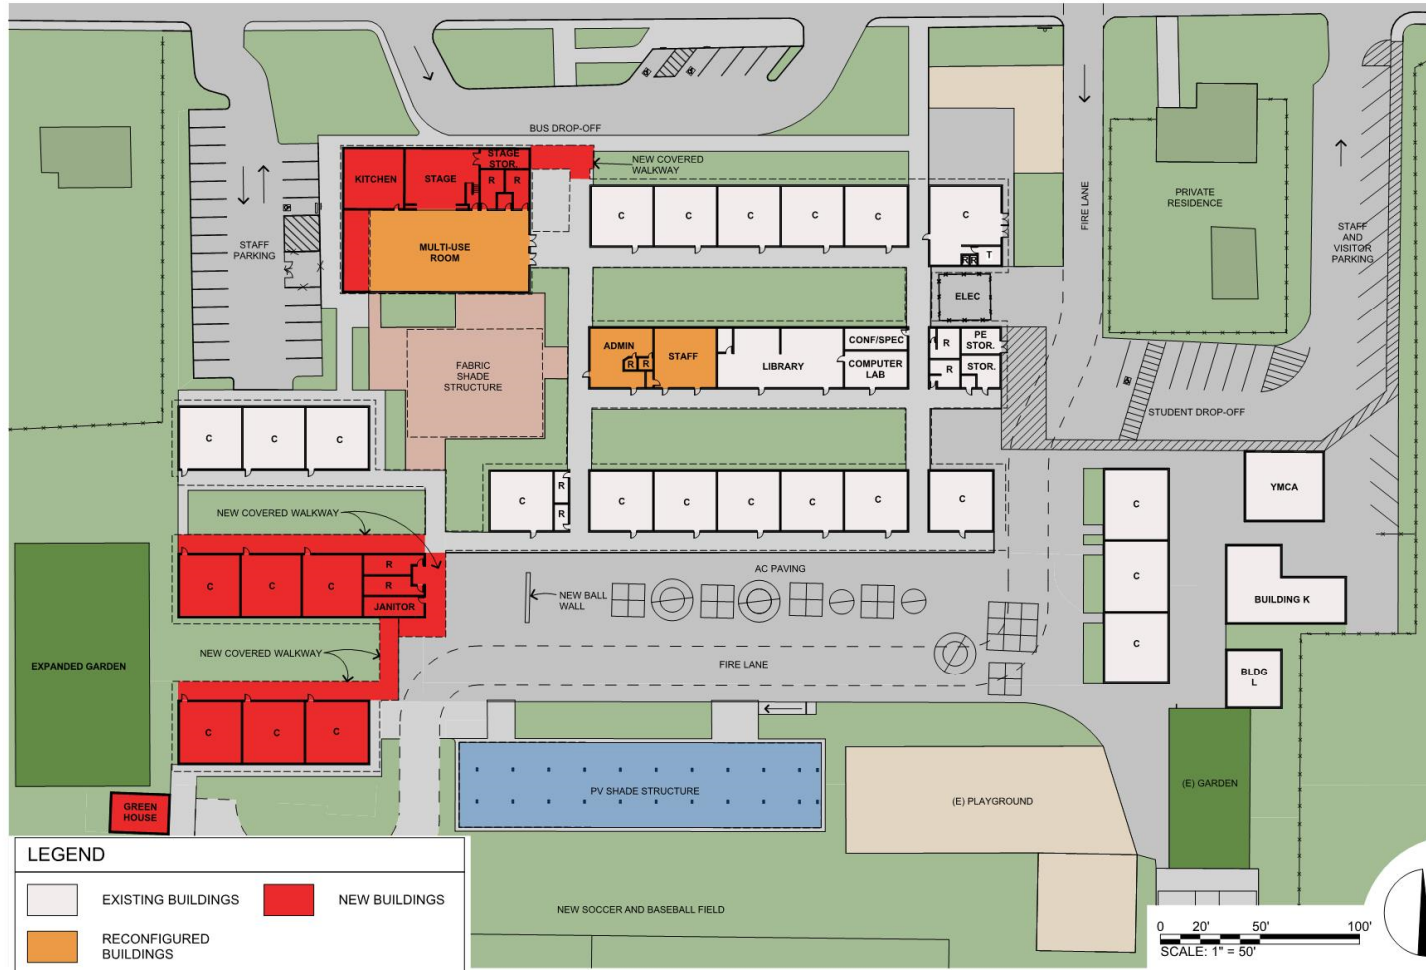 BUS DROP-OFF
STAGE
STOR.
KITCHEN
STAGE
R
R
NEW COVERED
WALKWAY
MULTI-USE
ROOM
STAFF
PARKING
C
C
C
C
C
C
T
R
R
ELEC
FIRE LANE
PRIVATE
RESIDENCE
STAFF
AND
VISITOR
PARKING
ADMIN
R
R
STAFF
LIBRARY
CONF/SPEC
COMPUTER
LAB
R
R
PE
STOR.
STOR.
FABRIC
SHADE
STRUCTURE
STUDENT DROP-OFF
C
C
C
C
R
R
C
C
C
C
C
C
C
C
C
YMCA
BUILDING K
BLDG
L
NEW COVERED WALKWAY
C
C
C
R
R
JANITOR
NEW BALL
WALL
AC PAVING
FIRE LANE
EXPANDED GARDEN
NEW COVERED WALKWAY
C
C
C
GREEN
HOUSE
PV SHADE STRUCTURE
(E) PLAYGROUND
(E) GARDEN
NEW SOCCER AND BASEBALL FIELD
LEGEND
EXISTING BUILDINGS
NEW BUILDINGS
RECONFIGURED
BUILDINGS
0 20' 50' 100'
SCALE: 1" = 50'